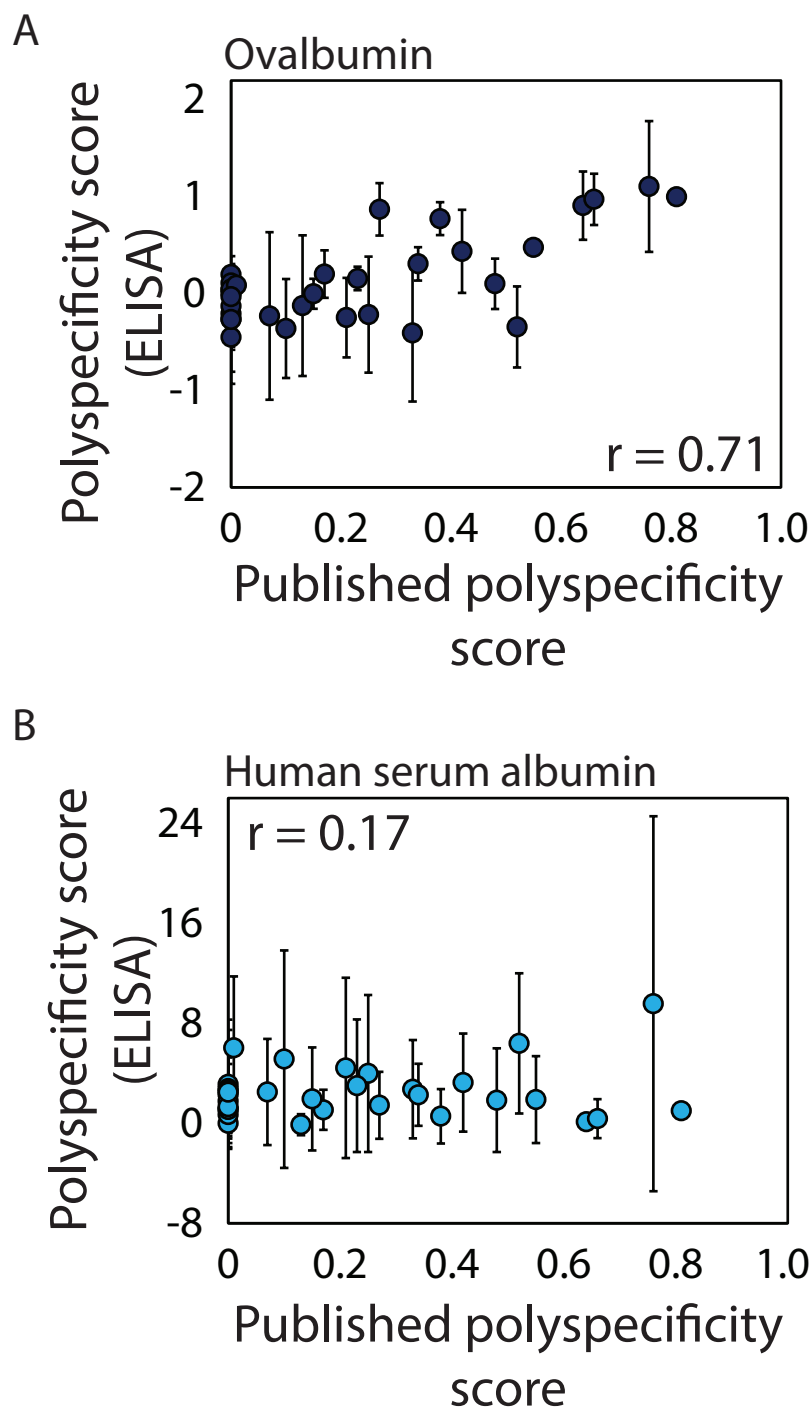 A
Ovalbumin
Polyspecificity score
(ELISA)
2
1
0
-1
-2
r = 0.71
0 0.2 0.4 0.6 0.8 1.0
Published polyspecificity
score
B
Human serum albumin
Polyspecificity score
(ELISA)
24
16
8
0
-8
r = 0.17
0 0.2 0.4 0.6 0.8 1.0
Published polyspecificity
score